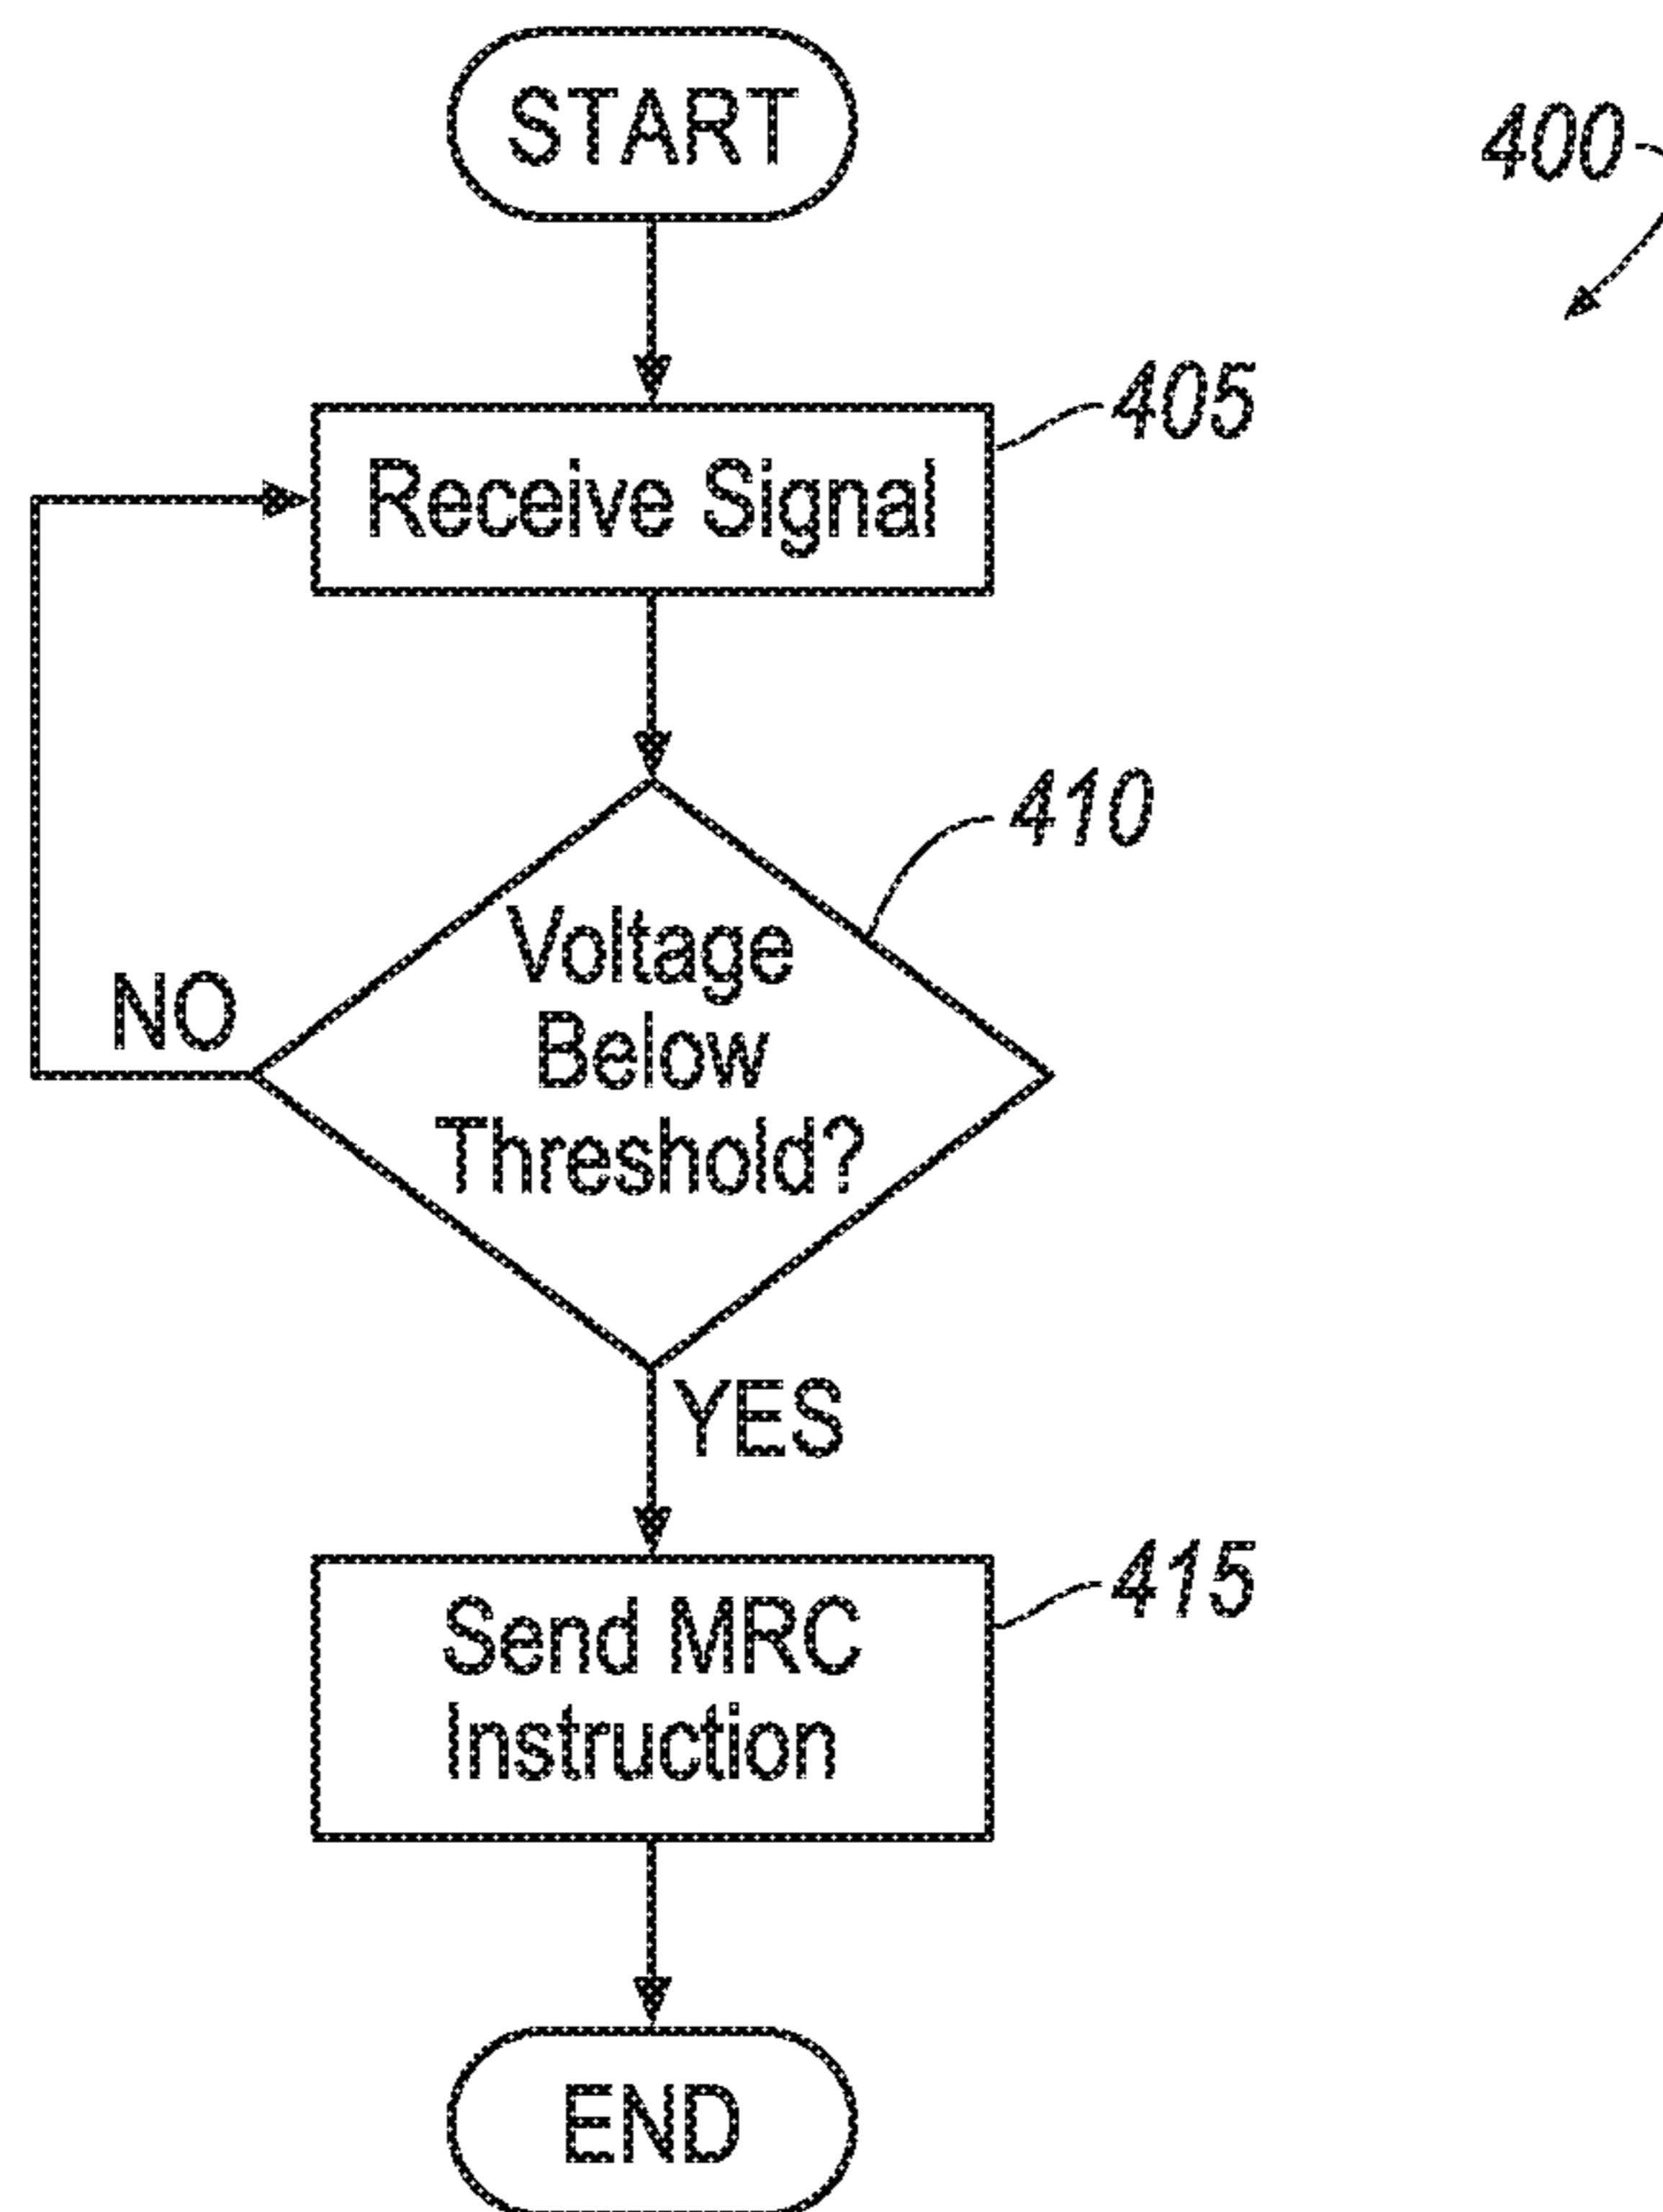 START
400
405
Receive Signal
410
Voltage
Below
Threshold?
NO
YES
415
Send MRC
Instruction
END